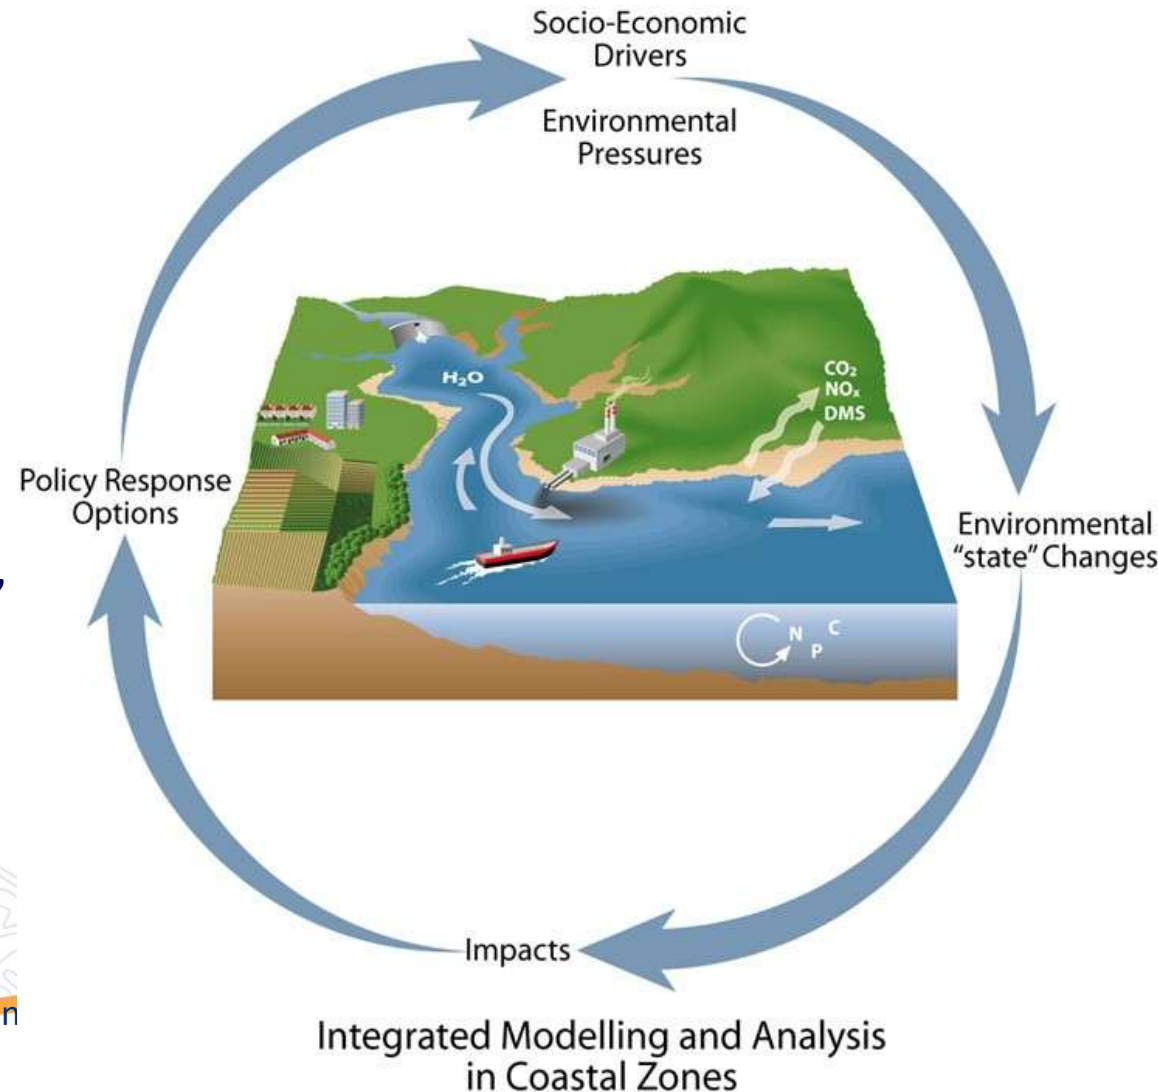 Socio-Economic
Drivers
Environmental
Pressures
H₂O
CO₂
NOₓ
DMS
Policy Response
Options
Environmental
“state” Changes
,
N C
P
Impacts
n
Integrated Modelling and Analysis
in Coastal Zones